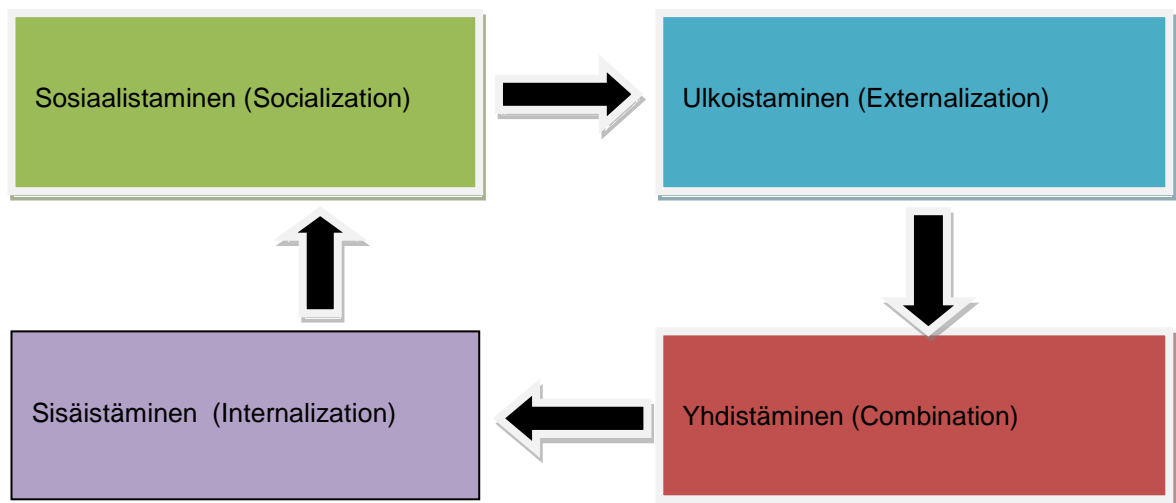 Sosiaalistaminen (Socialization)
Ulkoistaminen (Externalization)
Sisäistäminen (Internalization)
Yhdistäminen (Combination)